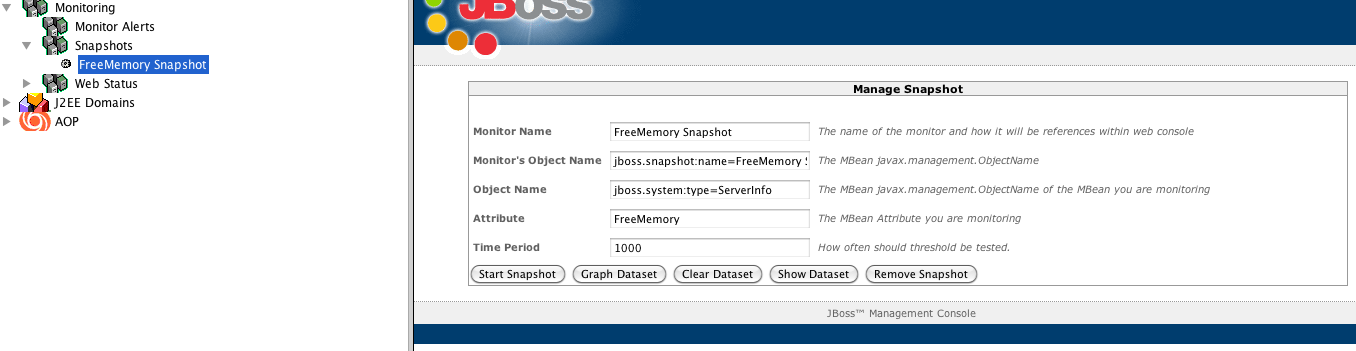 Monitoring
Monitor Alerts
Snapshots
FreeMemory Snapshot
Web Status
J2EE Domains
AOP
JBoss
Manage Snapshot
Monitor Name FreeMemory Snapshot The name of the monitor and how it will be references within web console
Monitor's Object Name jboss.snapshot:name=FreeMemory The MBean javax.management.ObjectName
Object Name jboss.system:type=ServerInfo The MBean javax.management.ObjectName of the MBean you are monitoring
Attribute FreeMemory The MBean Attribute you are monitoring
Time Period 1000 How often should threshold be tested.
Start Snapshot Graph Dataset Clear Dataset Show Dataset Remove Snapshot
JBoss™ Management Console